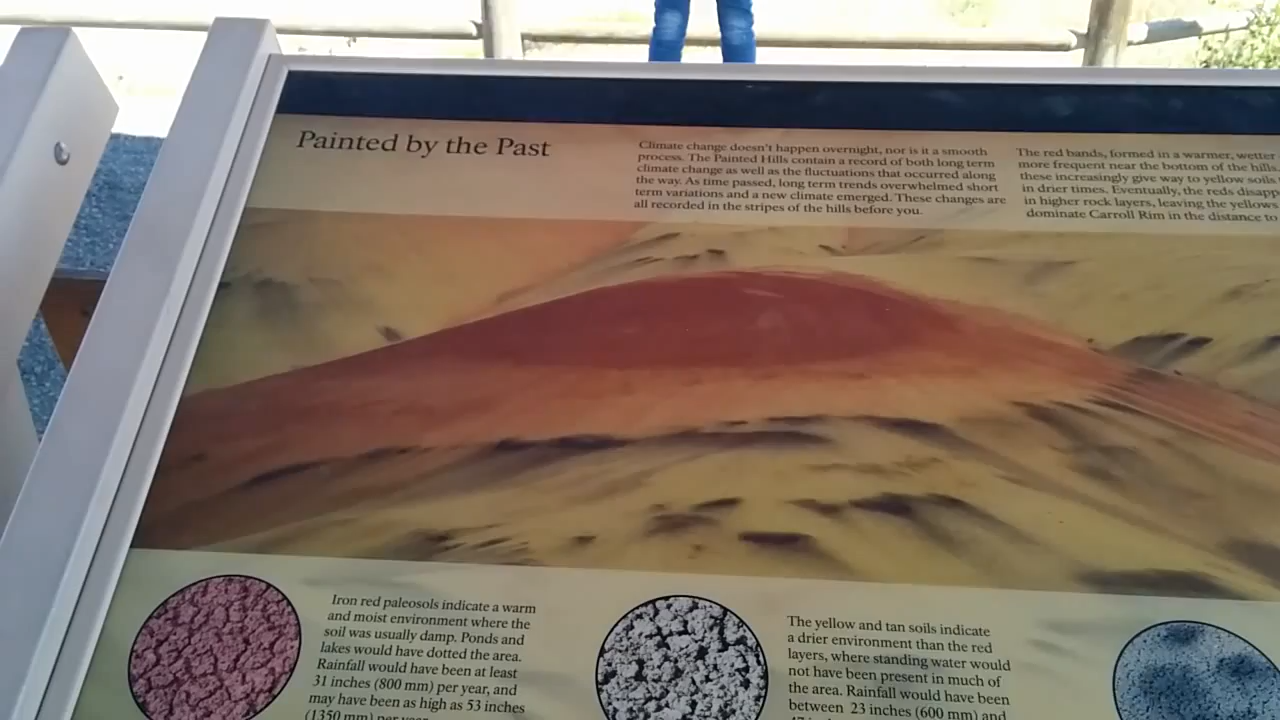 Painted by the Past
Climate change doesn't happen overnight, nor is it a smooth
process. The Painted Hills contain a record of both long term
climate change as well as the fluctuations that occurred along
the way. As time passed, long term trends overwhelmed short
term variations and a new climate emerged. These changes are
all recorded in the stripes of the hills before you.
The red bands, formed in a warmer, wetter
more frequent near the bottom of the hills.
these increasingly give way to yellow soils
in drier times. Eventually, the reds disapp
in higher rock layers, leaving the yellows
dominate Carroll Rim in the distance to
Iron red paleosols indicate a warm
and moist environment where the
soil was usually damp. Ponds and
lakes would have dotted the area.
Rainfall would have been at least
31 inches (800 mm) per year, and
may have been as high as 53 inches
(1350 mm) per year.
The yellow and tan soils indicate
a drier environment than the red
layers, where standing water would
not have been present in much of
the area. Rainfall would have been
between 23 inches (600 mm) and